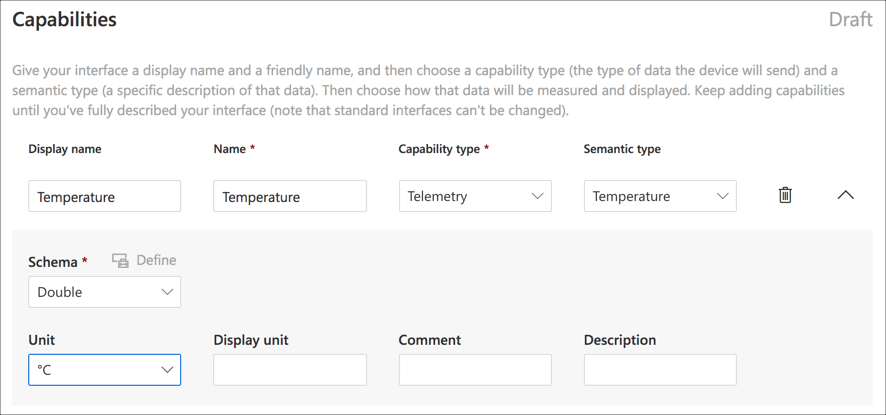 Capabilities
Draft
Give your interface a display name and a friendly name, and then choose a capability type (the type of data the device will send) and a
semantic type (a specific description of that data). Then choose how that data will be measured and displayed. Keep adding capabilities
until you've fully described your interface (note that standard interfaces can't be changed).
Display name Name * Capability type * Semantic type
Temperature Temperature Telemetry Temperature
Schema * Define
Double
Unit Display unit Comment Description
°C